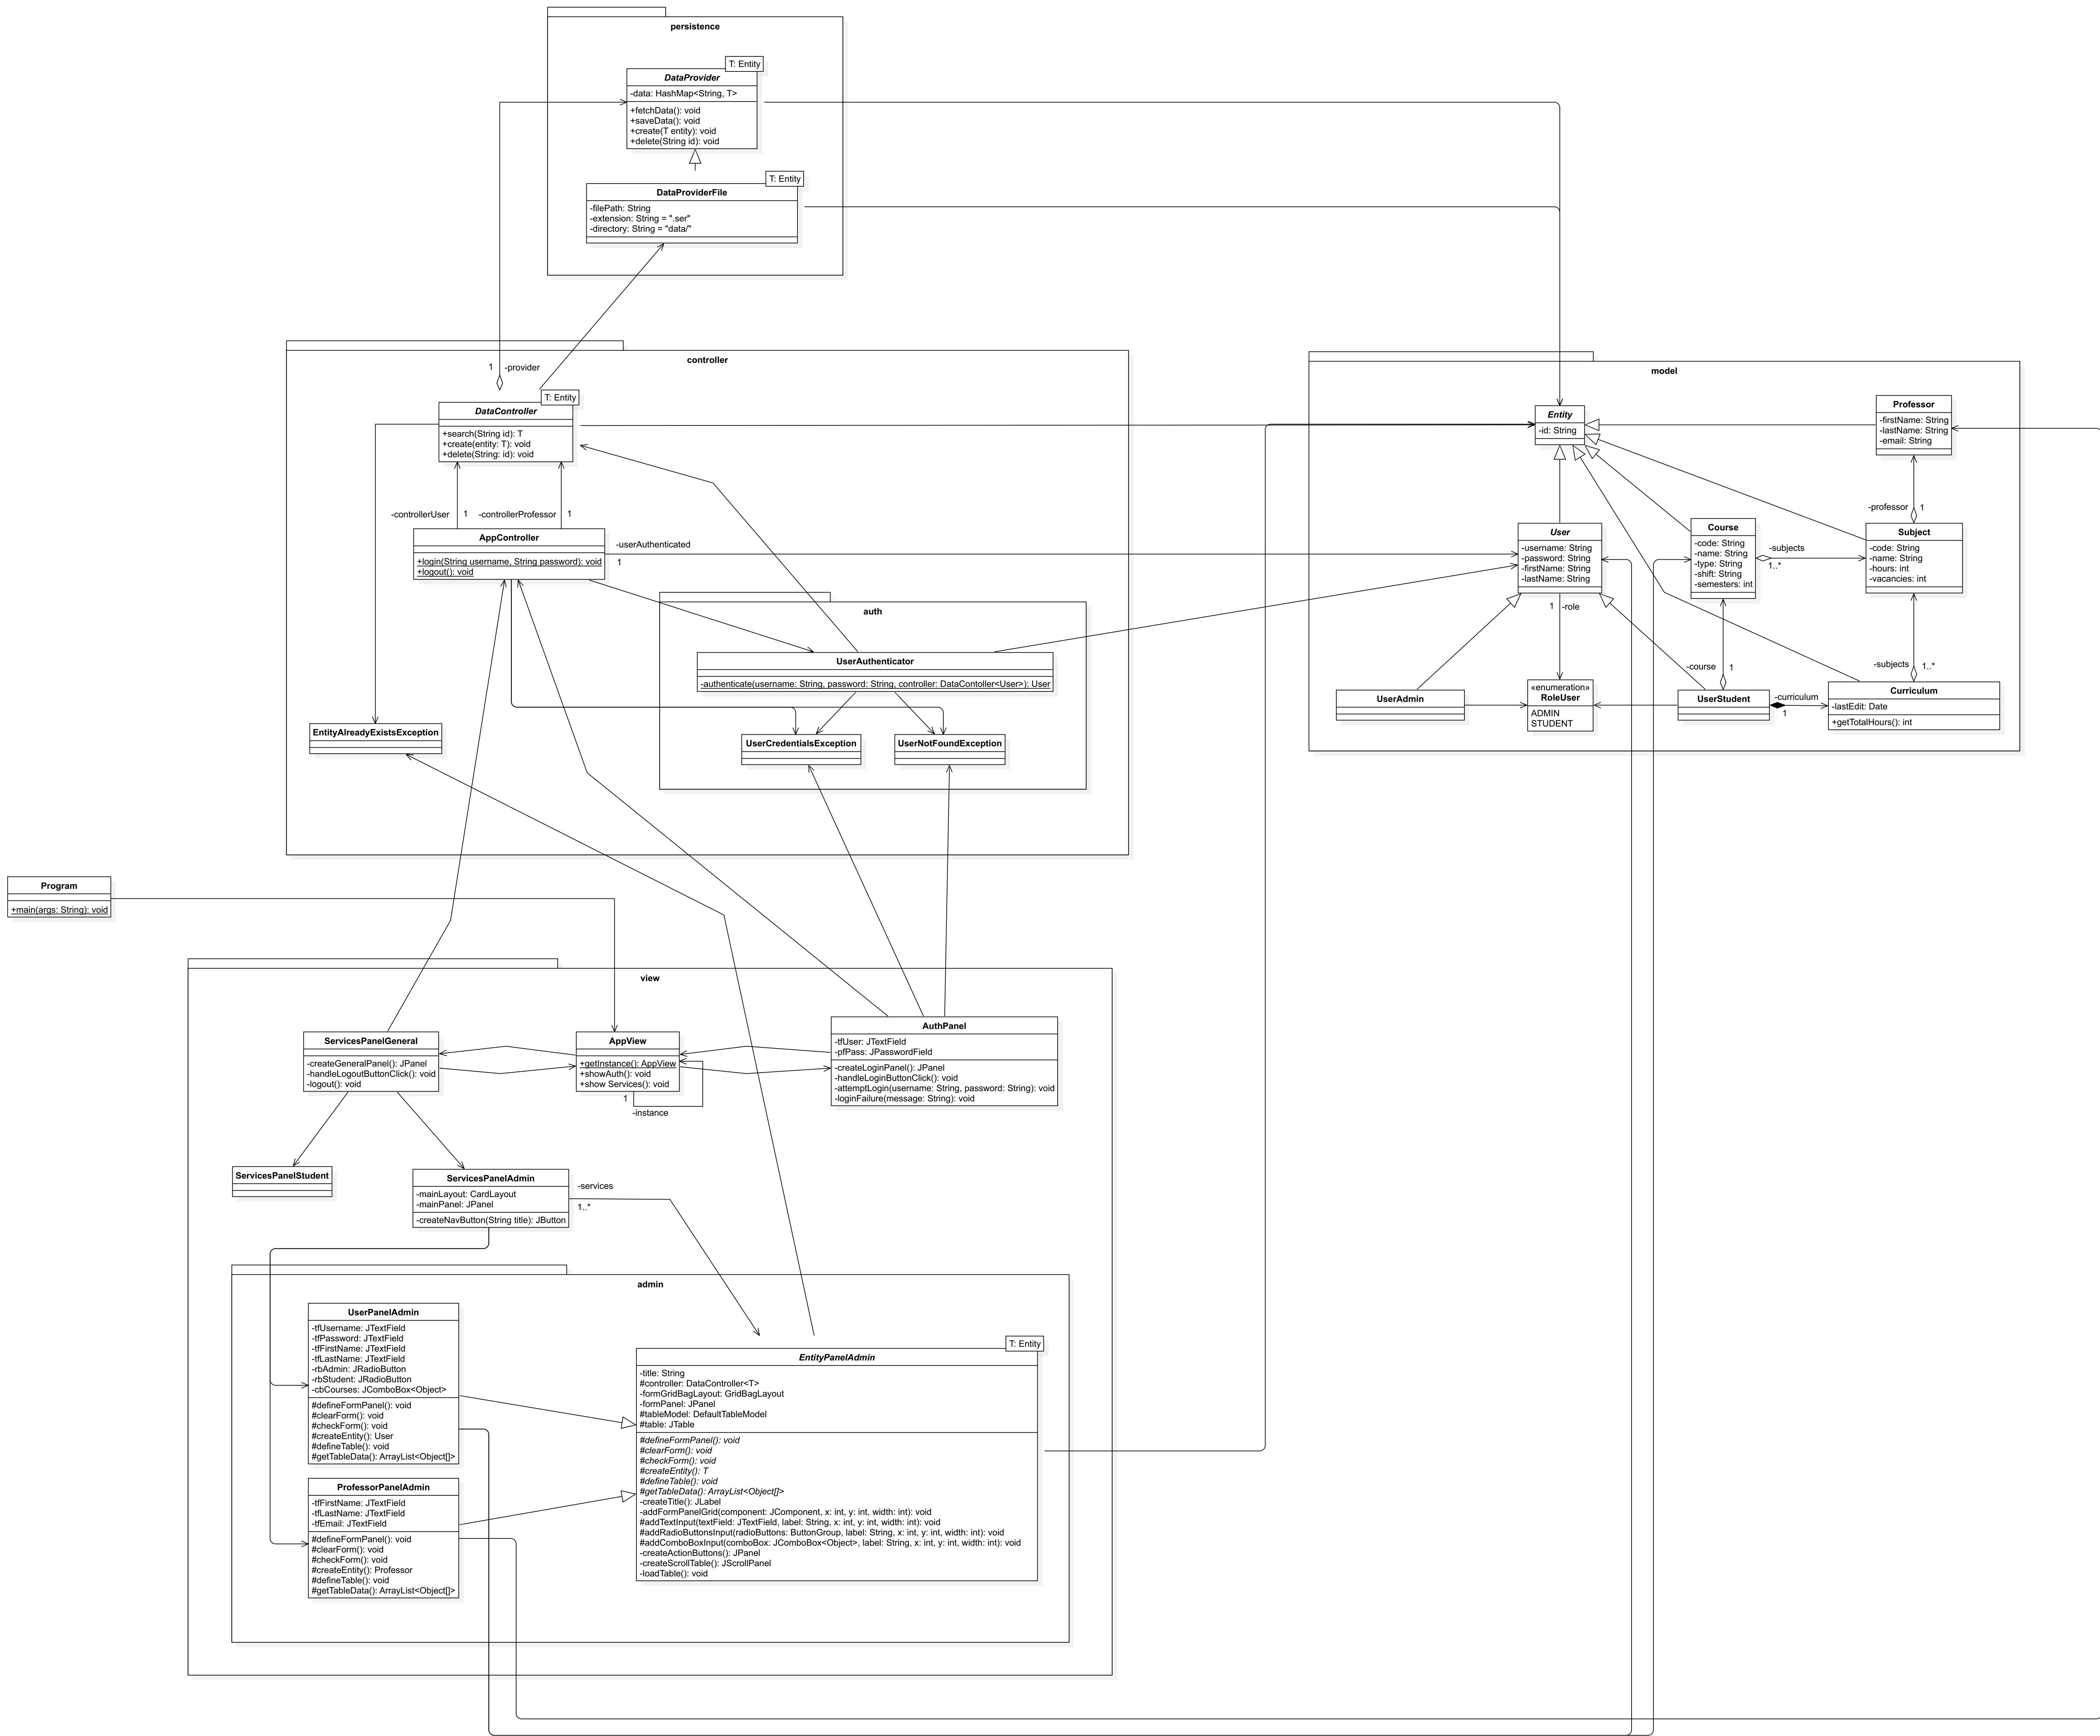 persistence
T: Entity
DataProvider
-data: HashMap<String, T>
+fetchData(): void
+saveData(): void
+create(T entity): void
+delete(String id): void
T: Entity
DataProviderFile
-filePath: String
-extension: String = ".ser"
-directory: String = "data/"
controller
1
-provider
T: Entity
DataController
+search(String id): T
+create(entity: T): void
+delete(String: id): void
-controllerUser
1
-controllerProfessor
1
AppController
+login(String username, String password): void
+logout(): void
-userAuthenticated
1
auth
UserAuthenticator
-authenticate(username: String, password: String, controller: DataContoller<User>): User
EntityAlreadyExistsException
UserCredentialsException
UserNotFoundException
model
Entity
-id: String
Professor
-firstName: String
-lastName: String
-email: String
-professor
1
User
-username: String
-password: String
-firstName: String
-lastName: String
Course
-code: String
-name: String
-type: String
-shift: String
-semesters: int
-subjects
1..*
Subject
-code: String
-name: String
-hours: int
-vacancies: int
1
-role
-course
1
-subjects
1..*
UserAdmin
«enumeration»
RoleUser
ADMIN
STUDENT
UserStudent
-curriculum
1
Curriculum
-lastEdit: Date
+getTotalHours(): int
Program
+main(args: String): void
view
ServicesPanelGeneral
-createGeneralPanel(): JPanel
-handleLogoutButtonClick(): void
-logout(): void
AppView
+getInstance(): AppView
+showAuth(): void
+show Services(): void
1
-instance
AuthPanel
-tfUser: JTextField
-pfPass: JPasswordField
-createLoginPanel(): JPanel
-handleLoginButtonClick(): void
-attemptLogin(username: String, password: String): void
-loginFailure(message: String): void
ServicesPanelStudent
ServicesPanelAdmin
-mainLayout: CardLayout
-mainPanel: JPanel
-createNavButton(String title): JButton
-services
1..*
admin
UserPanelAdmin
-tfUsername: JTextField
-tfPassword: JTextField
-tfFirstName: JTextField
-tfLastName: JTextField
-rbAdmin: JRadioButton
-rbStudent: JRadioButton
-cbCourses: JComboBox<Object>
#defineFormPanel(): void
#clearForm(): void
#checkForm(): void
#createEntity(): User
#defineTable(): void
#getTableData(): ArrayList<Object[]>
ProfessorPanelAdmin
-tfFirstName: JTextField
-tfLastName: JTextField
-tfEmail: JTextField
#defineFormPanel(): void
#clearForm(): void
#checkForm(): void
#createEntity(): Professor
#defineTable(): void
#getTableData(): ArrayList<Object[]>
T: Entity
EntityPanelAdmin
-title: String
#controller: DataController<T>
-formGridBagLayout: GridBagLayout
-formPanel: JPanel
#tableModel: DefaultTableModel
#table: JTable
#defineFormPanel(): void
#clearForm(): void
#checkForm(): void
#createEntity(): T
#defineTable(): void
#getTableData(): ArrayList<Object[]>
-createTitle(): JLabel
-addFormPanelGrid(component: JComponent, x: int, y: int, width: int): void
#addTextInput(textField: JTextField, label: String, x: int, y: int, width: int): void
#addRadioButtonsInput(radioButtons: ButtonGroup, label: String, x: int, y: int, width: int): void
#addComboBoxInput(comboBox: JComboBox<Object>, label: String, x: int, y: int, width: int): void
-createActionButtons(): JPanel
-createScrollTable(): JScrollPanel
-loadTable(): void